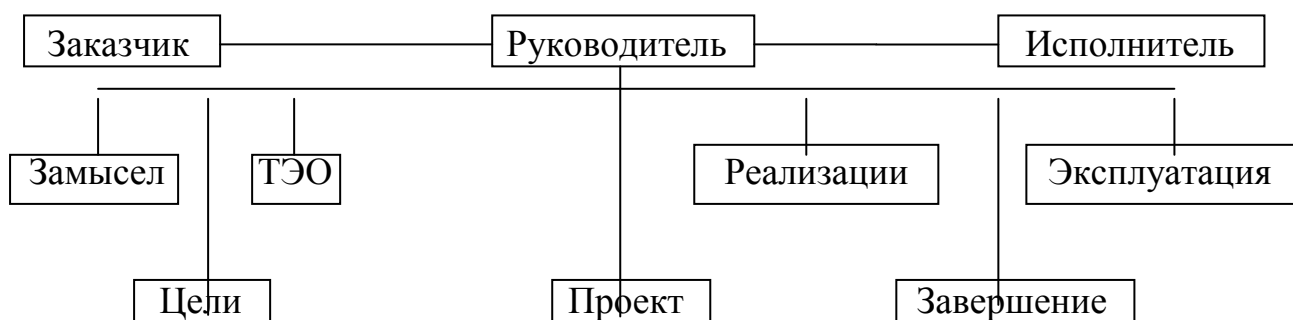 Заказчик Руководитель Исполнитель
Замысел ТЭО Реализации Эксплуатация
Цели Проект Завершение